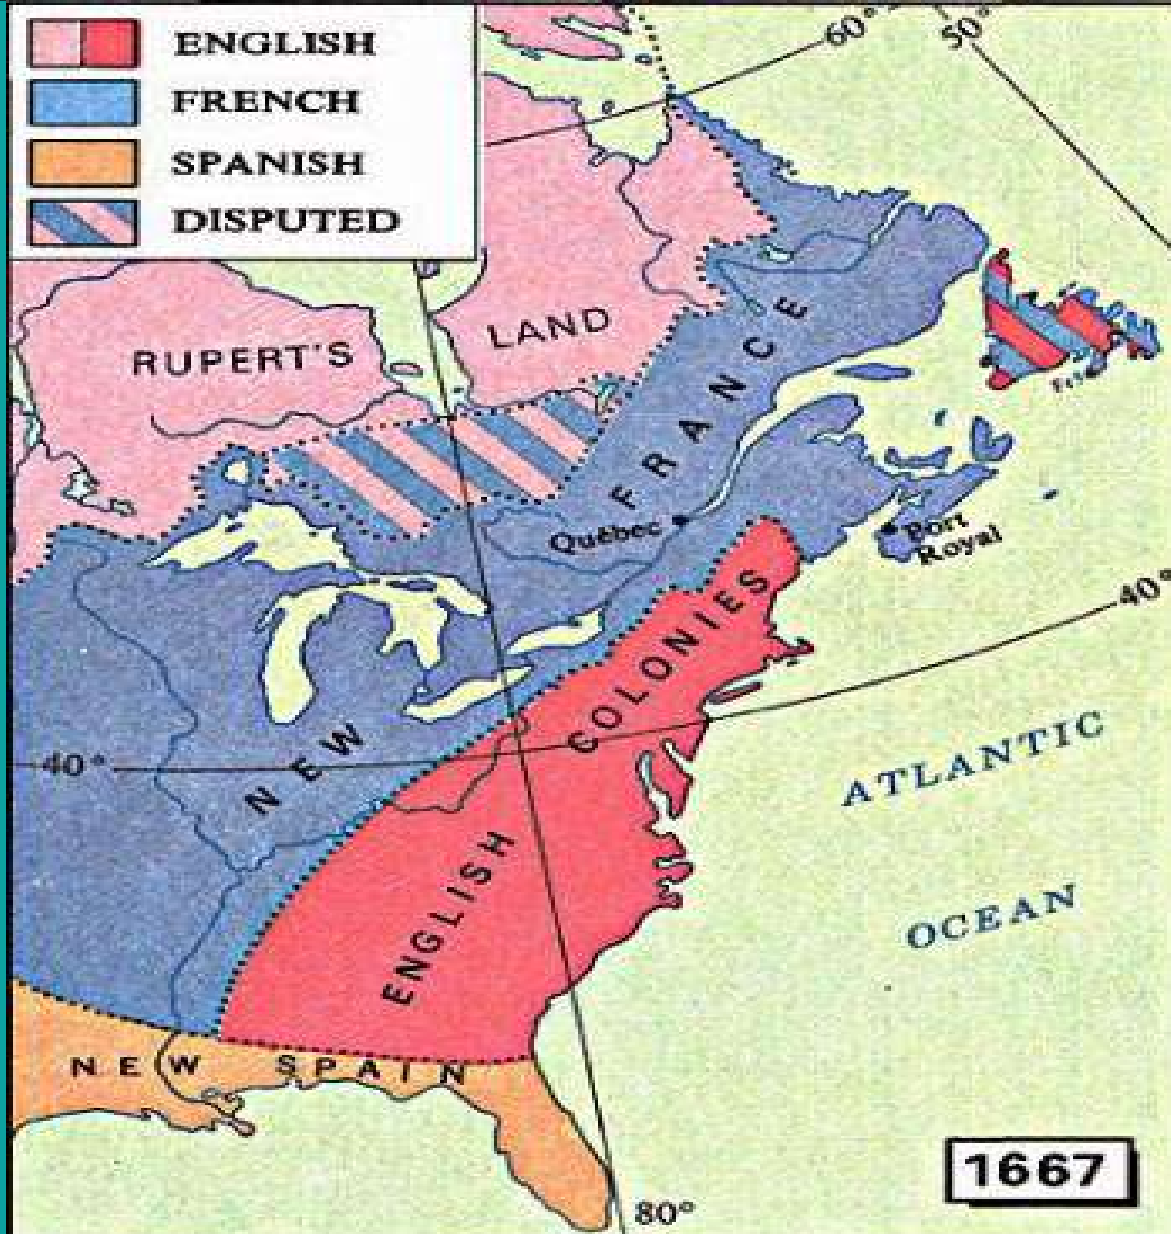 ENGLISH
FRENCH
SPANISH
DISPUTED
60°
50°
RUPERT'S
LAND
NEW FRANCE
Québec
Port
Royal
40°
40°
ENGLISH COLONIES
ATLANTIC
OCEAN
NEW SPAIN
1667
80°